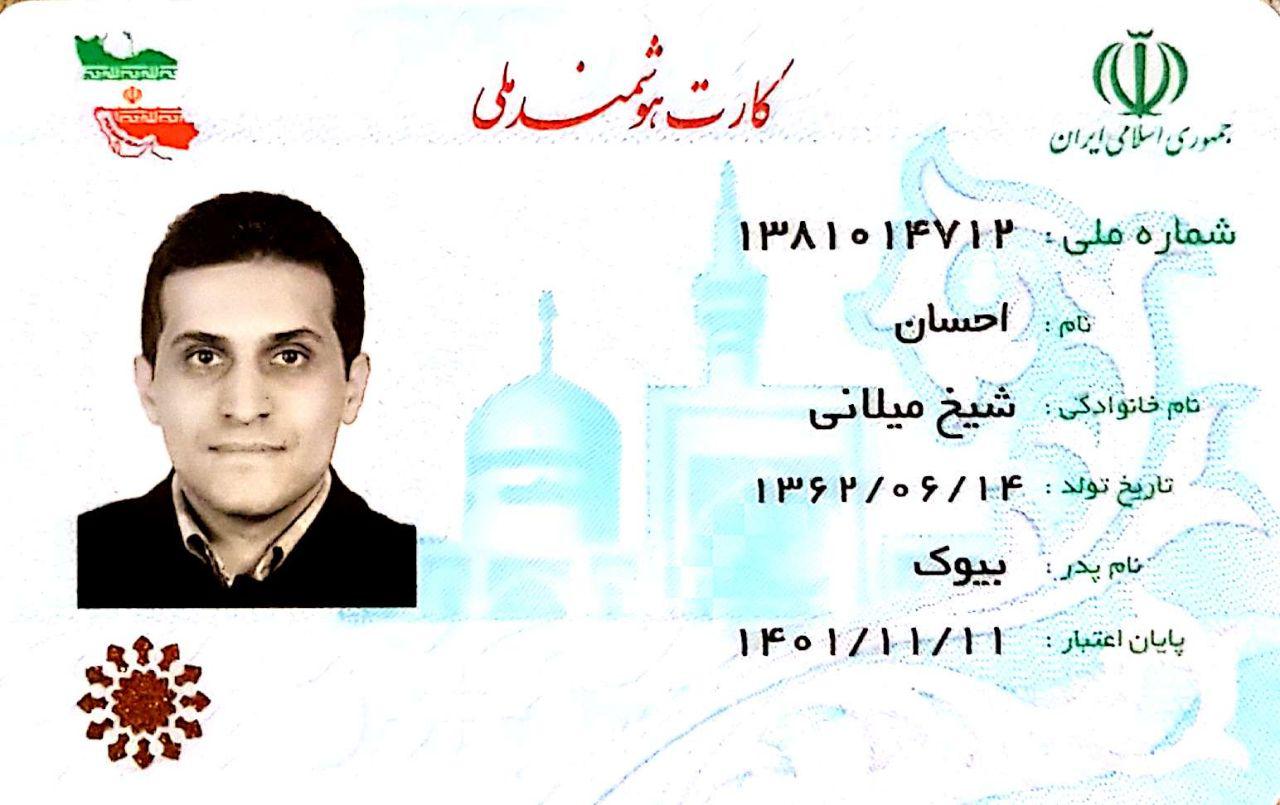 جمهوری اسلامی ایران
کارت هوشمند ملی
شماره ملی : ۱۳۸۱۰۱۴۷۱۲
نام : احسان
نام خانوادگی : شیخ میلانی
تاریخ تولد : ۱۳۶۲/۰۶/۱۴
نام پدر : بیوک
پایان اعتبار : ۱۴۰۱/۱۱/۱۱